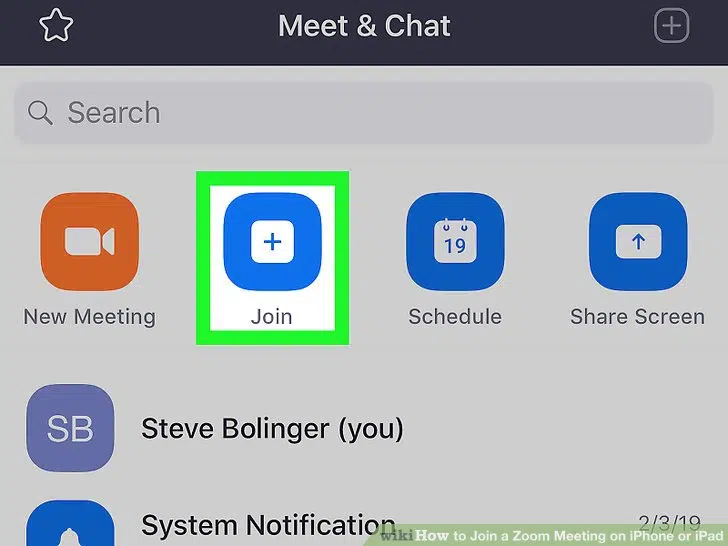 Meet & Chat
Search
19
New Meeting
Join
Schedule
Share Screen
SB
Steve Bolinger (you)
System Notification
2/3/19
wikiHow to Join a Zoom Meeting on iPhone or iPad